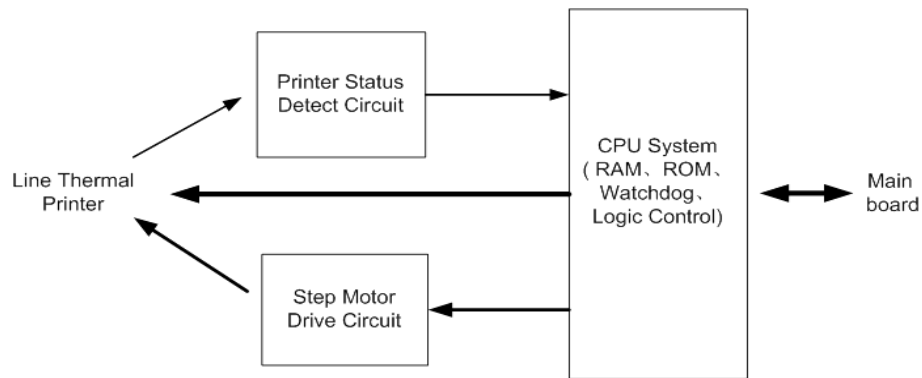 Printer Status
Detect Circuit
Line Thermal
Printer
Step Motor
Drive Circuit
CPU System
( RAM、ROM、
Watchdog、
Logic Control)
Main
board